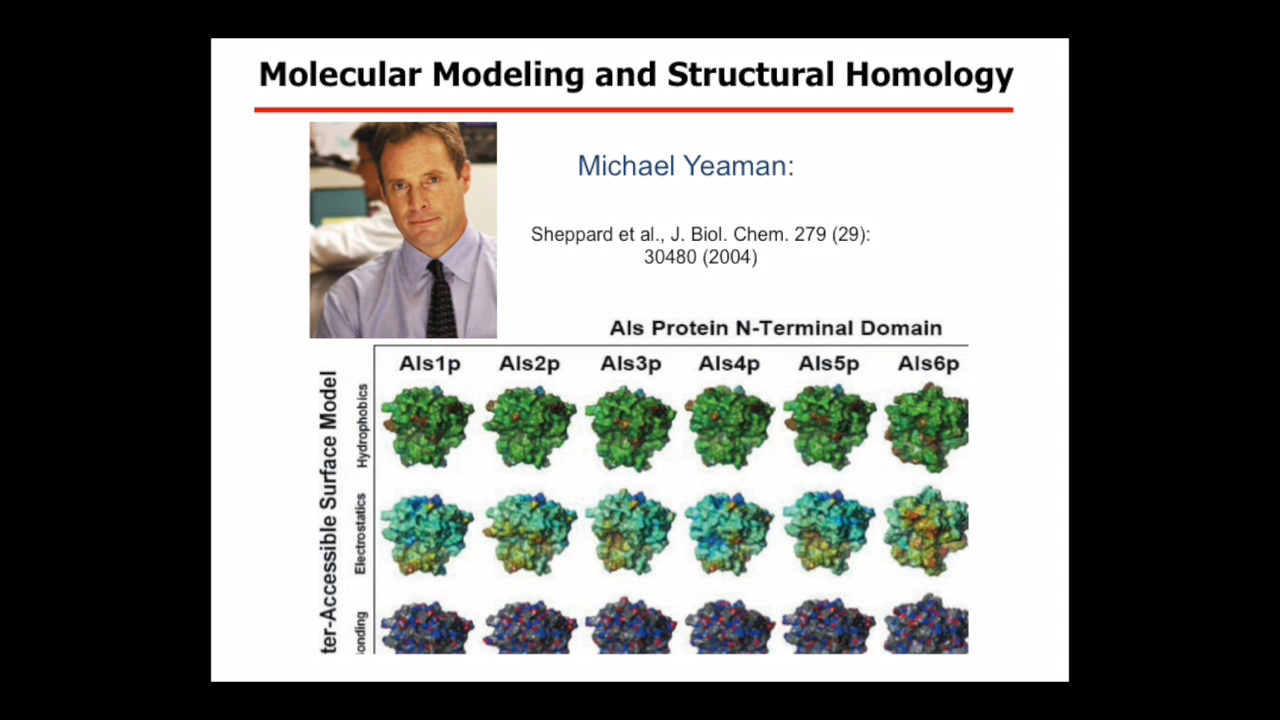 Molecular Modeling and Structural Homology
Michael Yeaman:
Sheppard et al., J. Biol. Chem. 279 (29):
30480 (2004)
Als Protein N-Terminal Domain
Als1p Als2p Als3p Als4p Als5p Als6p
ter-Accessible Surface Model
Hydrophobics
Electrostatics
onding